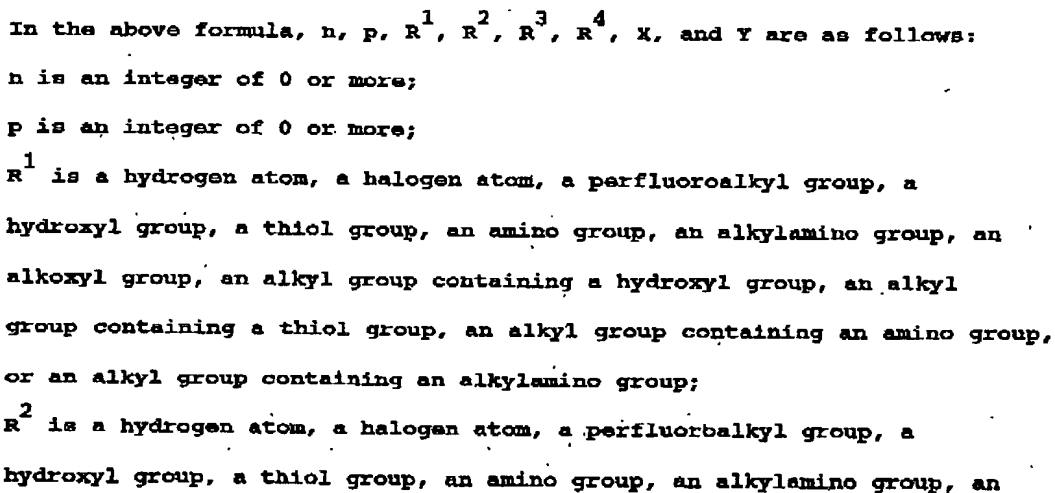 In the above formula, n, p, R1, R2, R3, R4, X, and Y are as follows:
n is an integer of 0 or more;
p is an integer of 0 or more;
R1 is a hydrogen atom, a halogen atom, a perfluoroalkyl group, a
hydroxyl group, a thiol group, an amino group, an alkylamino group, an
alkoxyl group, an alkyl group containing a hydroxyl group, an alkyl
group containing a thiol group, an alkyl group containing an amino group,
or an alkyl group containing an alkylamino group;
R2 is a hydrogen atom, a halogen atom, a perfluorbalkyl group, a
hydroxyl group, a thiol group, an amino group, an alkylamino group, an